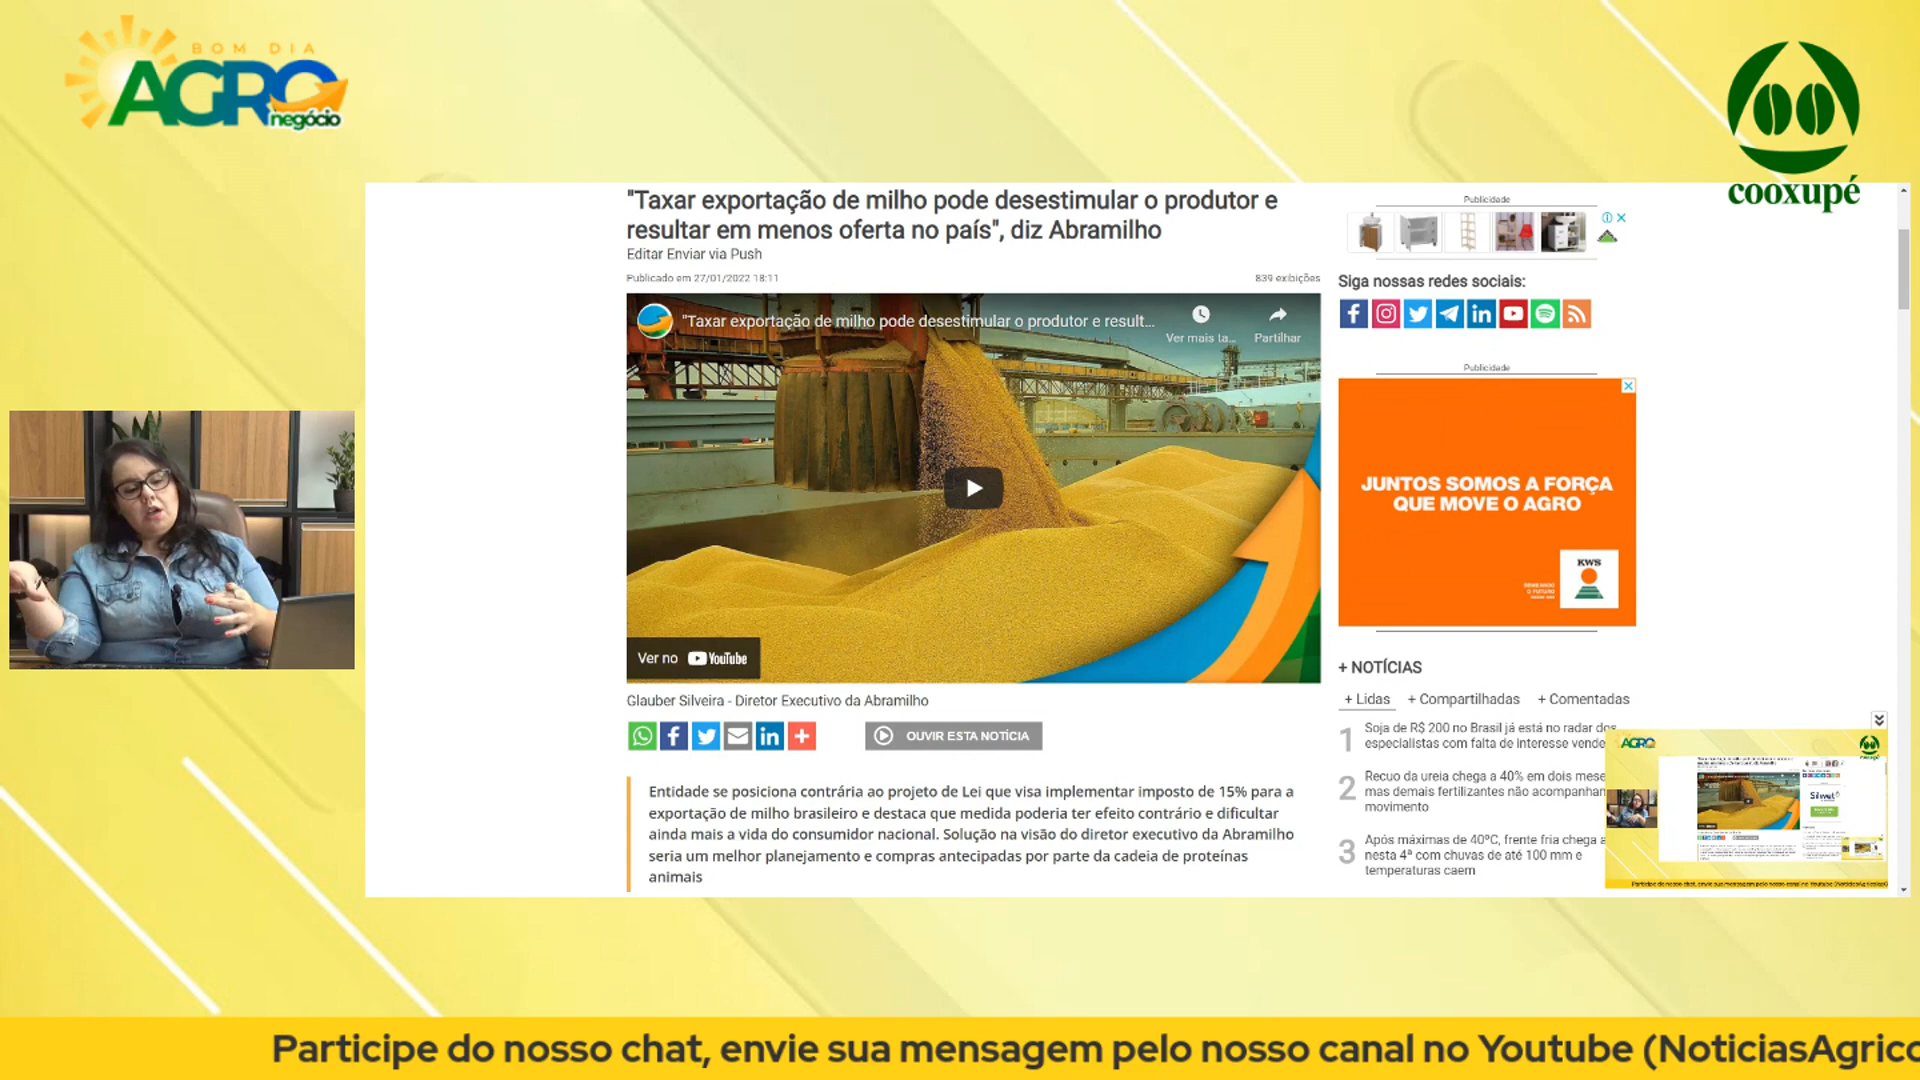 BOM DIA
AGRO
negócio
cooxupé
"Taxar exportação de milho pode desestimular o produtor e
resultar em menos oferta no país", diz Abramilho
Editar Enviar via Push
Publicado em 27/01/2022 18:11
839 exibições
"Taxar exportação de milho pode desestimular o produtor e result...
Ver mais ta...
Partilhar
Ver no YouTube
Glauber Silveira - Diretor Executivo da Abramilho
OUVIR ESTA NOTÍCIA
Entidade se posiciona contrária ao projeto de Lei que visa implementar imposto de 15% para a
exportação de milho brasileiro e destaca que medida poderia ter efeito contrário e dificultar
ainda mais a vida do consumidor nacional. Solução na visão do diretor executivo da Abramilho
seria um melhor planejamento e compras antecipadas por parte da cadeia de proteínas
animais
Publicidade
Siga nossas redes sociais:
Publicidade
JUNTOS SOMOS A FORÇA
QUE MOVE O AGRO
KWS
+ NOTÍCIAS
+ Lidas + Compartilhadas + Comentadas
1 Soja de R$ 200 no Brasil já está no radar dos
especialistas com falta de interesse vende
2 Recuo da ureia chega a 40% em dois mese
mas demais fertilizantes não acompanham
movimento
3 Após máximas de 40ºC, frente fria chega a
nesta 4ª com chuvas de até 100 mm e
temperaturas caem
AGRO
Silwet
Participe do nosso chat, envie sua mensagem pelo nosso canal no Youtube (NoticiasAgrico